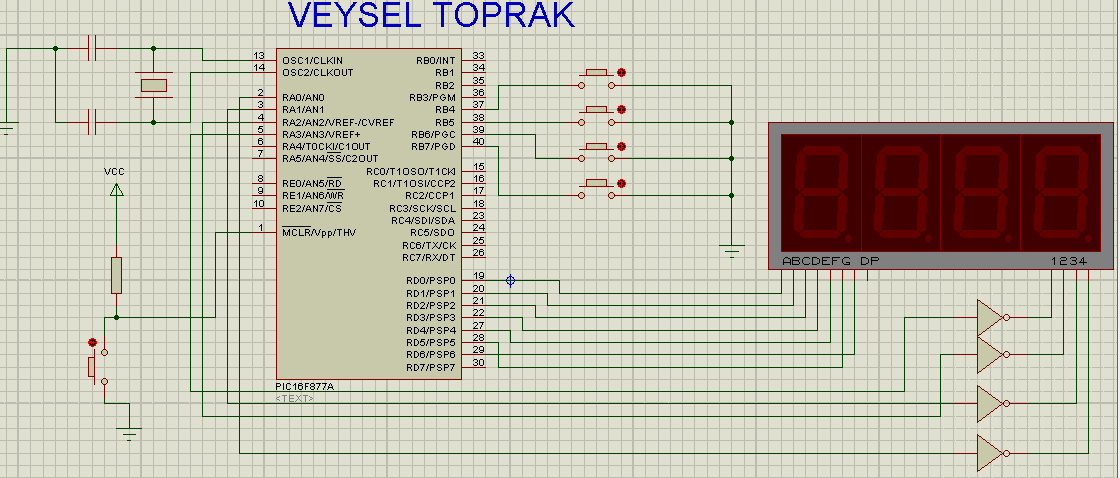 VEYSEL TOPRAK
13 OSC1/CLKIN RB0/INT 33
14 OSC2/CLKOUT RB1 34
RB2 35
2 RA0/AN0 RB3/PGM 36
3 RA1/AN1 RB4 37
4 RA2/AN2/VREF-/CVREF RB5 38
5 RA3/AN3/VREF+ RB6/PGC 39
6 RA4/T0CKI/C1OUT RB7/PGD 40
7 RA5/AN4/SS/C2OUT
RC0/T1OSO/T1CKI 15
8 RE0/AN5/RD RC1/T1OSI/CCP2 16
9 RE1/AN6/WR RC2/CCP1 17
10 RE2/AN7/CS RC3/SCK/SCL 18
RC4/SDI/SDA 23
1 MCLR/Vpp/THV RC5/SDO 24
RC6/TX/CK 25
RC7/RX/DT 26
RD0/PSP0 19
RD1/PSP1 20
RD2/PSP2 21
RD3/PSP3 22
RD4/PSP4 27
RD5/PSP5 28
RD6/PSP6 29
RD7/PSP7 30
PIC16F877A
<TEXT>
VCC
ABCDEFG DP 1234